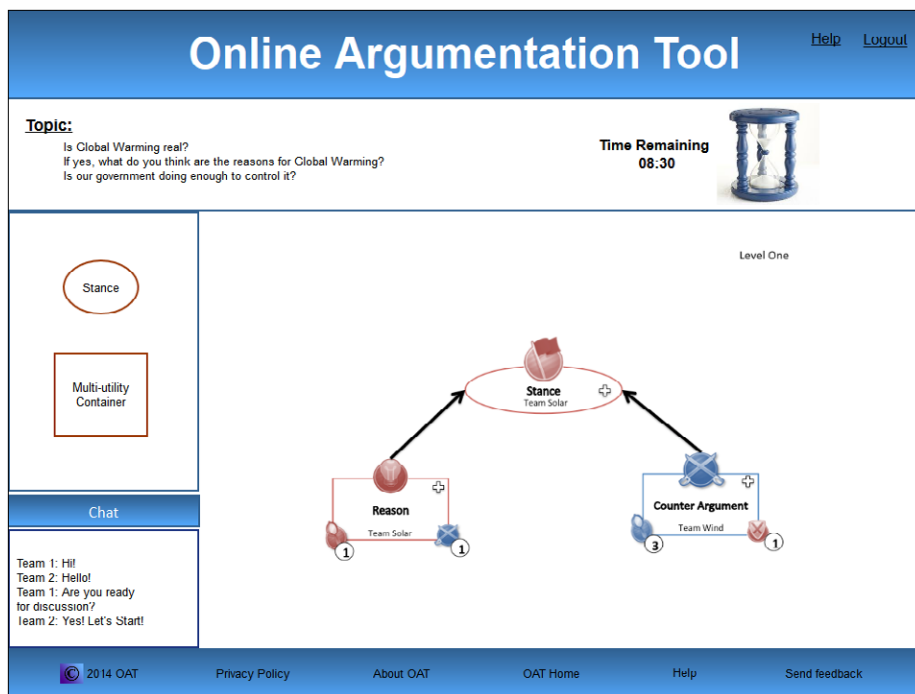 Online Argumentation Tool
Help
Logout
Topic:
Is Global Warming real?
If yes, what do you think are the reasons for Global Warming?
Is our government doing enough to control it?
Time Remaining
08:30
Level One
Stance
Multi-utility
Container
Stance
Team Solar
Reason
Team Solar
1
1
Counter Argument
Team Wind
3
1
Chat
Team 1: Hi!
Team 2: Hello!
Team 1: Are you ready
for discussion?
Team 2: Yes! Let's Start!
© 2014 OAT
Privacy Policy
About OAT
OAT Home
Help
Send feedback